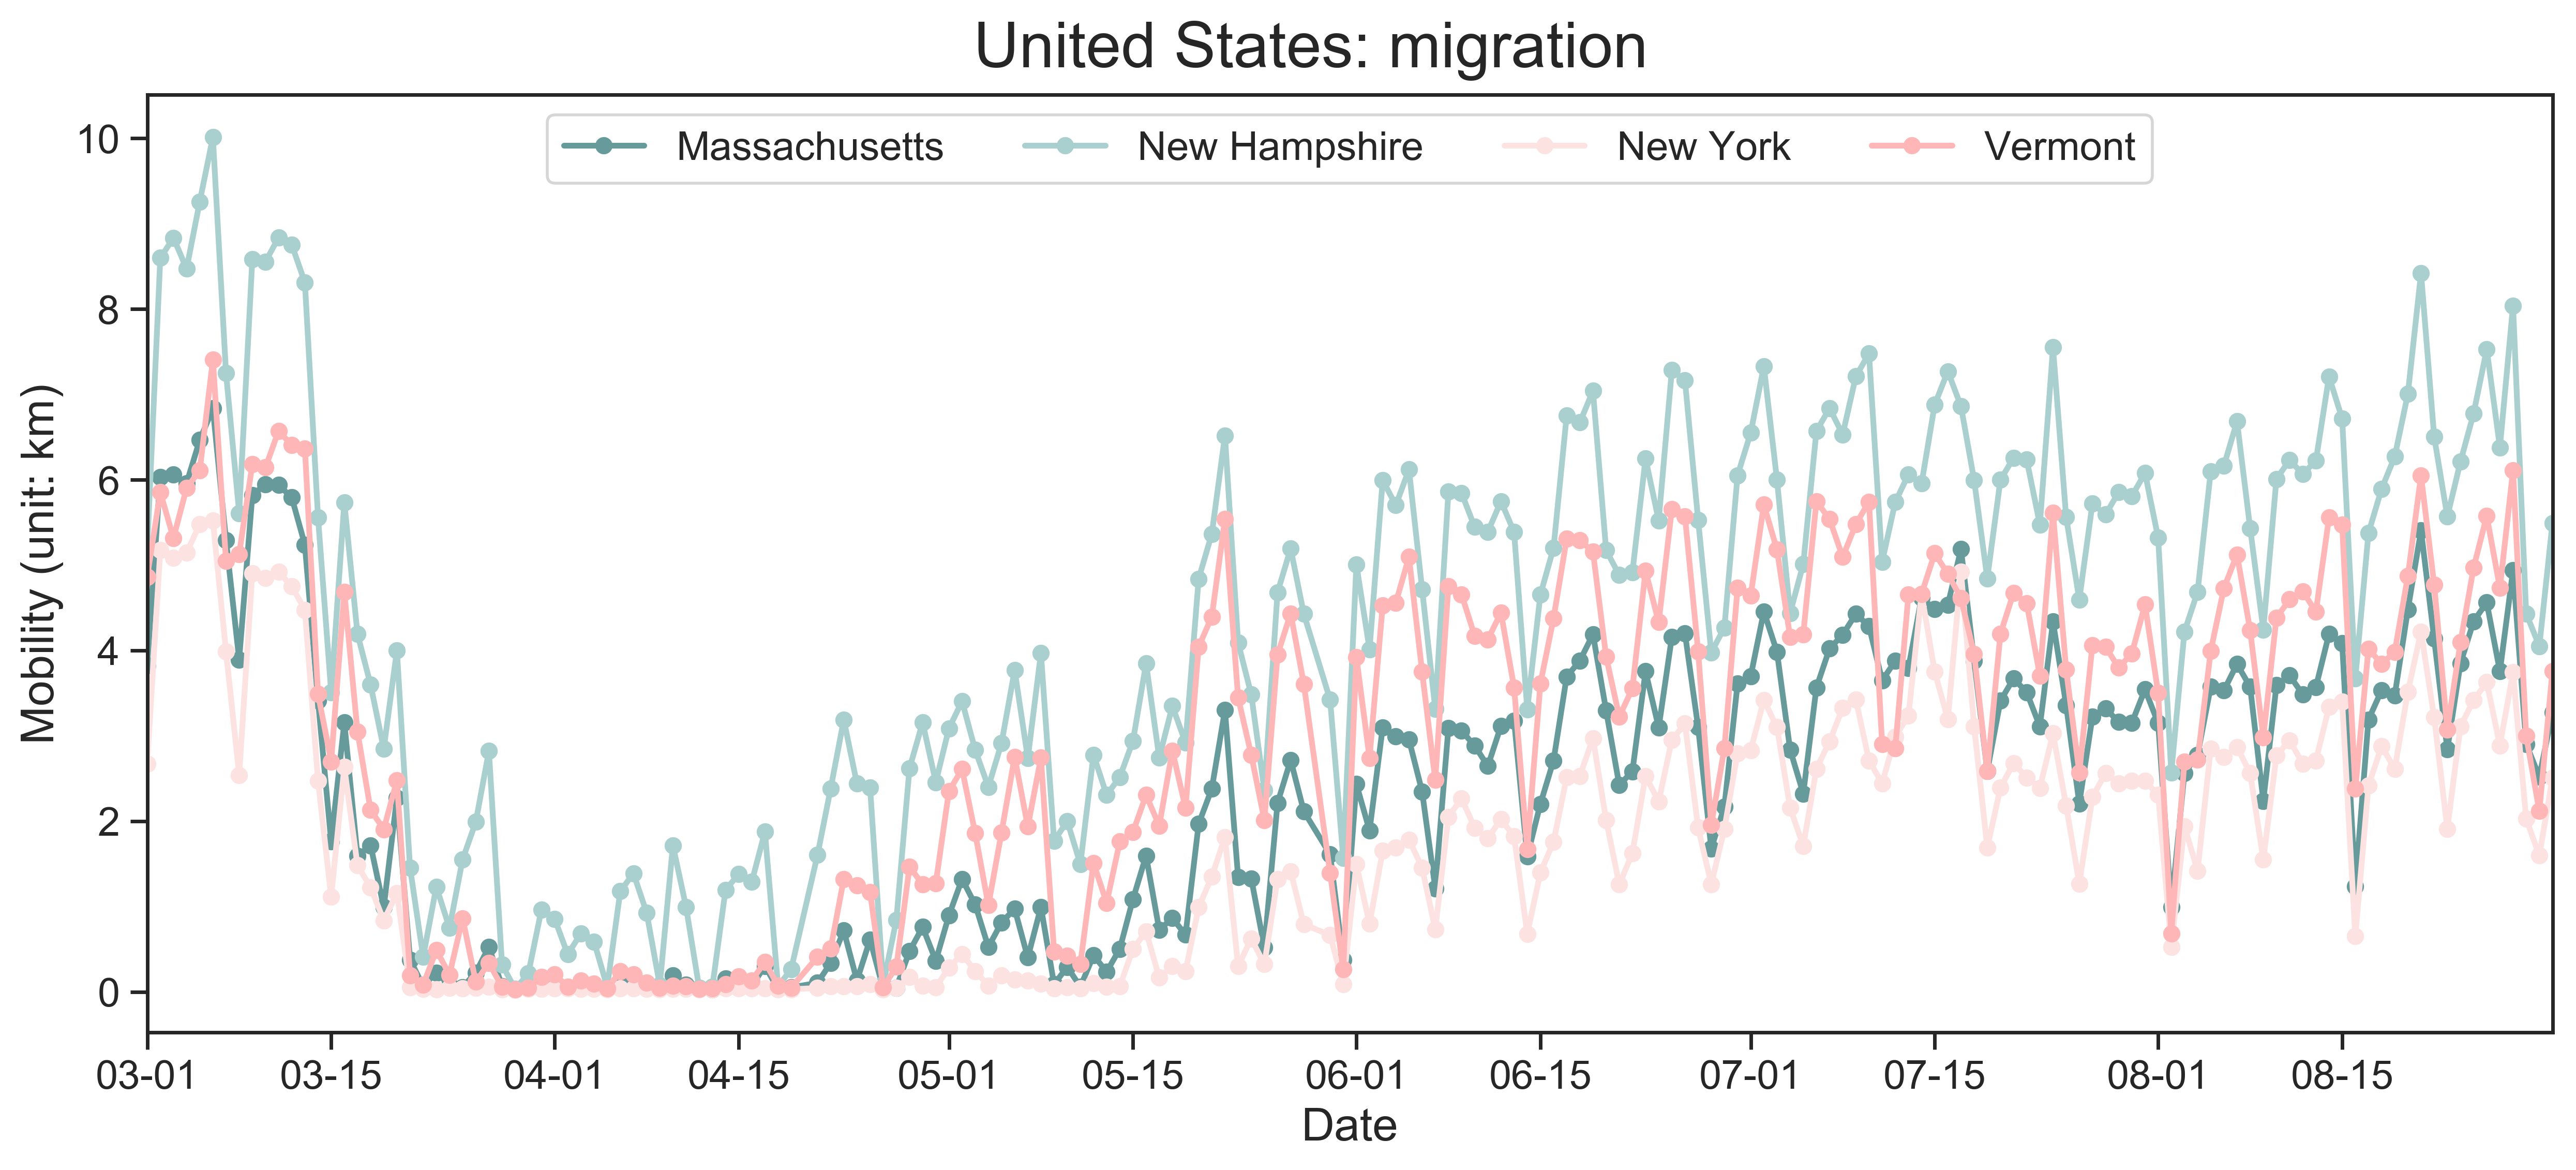 United States: migration
Massachusetts New Hampshire New York Vermont
Mobility (unit: km)
10
8
6
4
2
0
03-01 03-15 04-01 04-15 05-01 05-15 06-01 06-15 07-01 07-15 08-01 08-15
Date